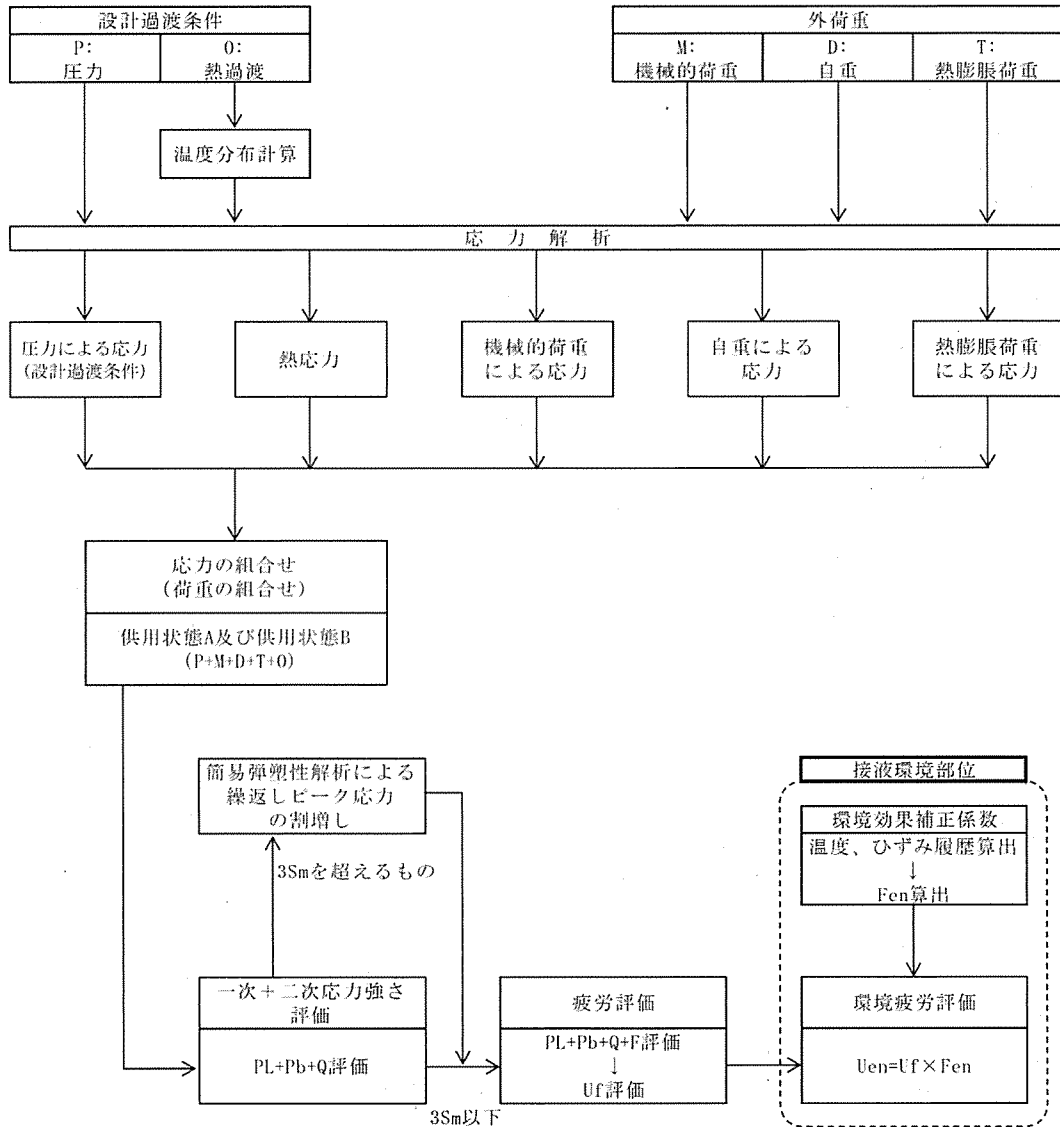 設計過渡条件
P:
圧力
O:
熱過渡
外荷重
M:
機械的荷重
D:
自重
T:
熱膨脹荷重
温度分布計算
応力解析
圧力による応力
(設計過渡条件)
熱応力
機械的荷重
による応力
自重による
応力
熱膨脹荷重
による応力
応力の組合せ
(荷重の組合せ)
供用状態A及び供用状態B
(P+M+D+T+O)
簡易弾塑性解析による
繰返しピーク応力
の割増し
3Smを超えるもの
一次+二次応力強さ
評価
PL+Pb+Q評価
3Sm以下
疲労評価
PL+Pb+Q+F評価
↓
Uf評価
接液環境部位
環境効果補正係数
温度、ひずみ履歴算出
↓
Fen算出
環境疲労評価
Uen=Uf×Fen